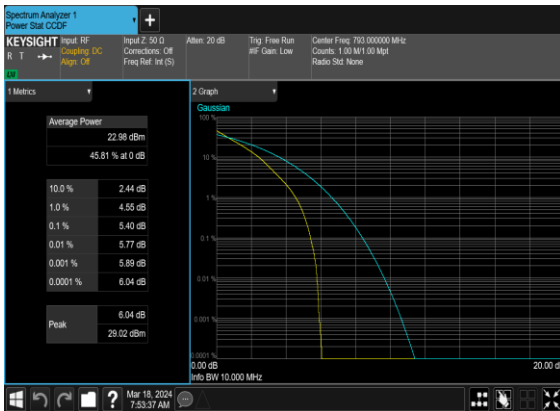 Spectrum Analyzer 1
Power Stat CCDF
KEYSIGHT
R T
LXI
Input: RF
Coupling: DC
Align: Off
Input Z: 50 Ω
Corrections: Off
Freq Ref: Int (S)
Atten: 20 dB
Trig: Free Run
#IF Gain: Low
Center Freq: 793.000000 MHz
Counts: 1.00 M/1.00 Mpt
Radio Std: None
1 Metrics
Average Power
22.98 dBm
45.81 % at 0 dB
10.0 % 2.44 dB
1.0 % 4.55 dB
0.1 % 5.40 dB
0.01 % 5.77 dB
0.001 % 5.89 dB
0.0001 % 6.04 dB
Peak
6.04 dB
29.02 dBm
2 Graph
Gaussian
100 %
10 %
1 %
0.1 %
0.01 %
0.001 %
0.0001 %
0.00 dB
20.00 d
Info BW 10.000 MHz
Mar 18, 2024
7:53:37 AM